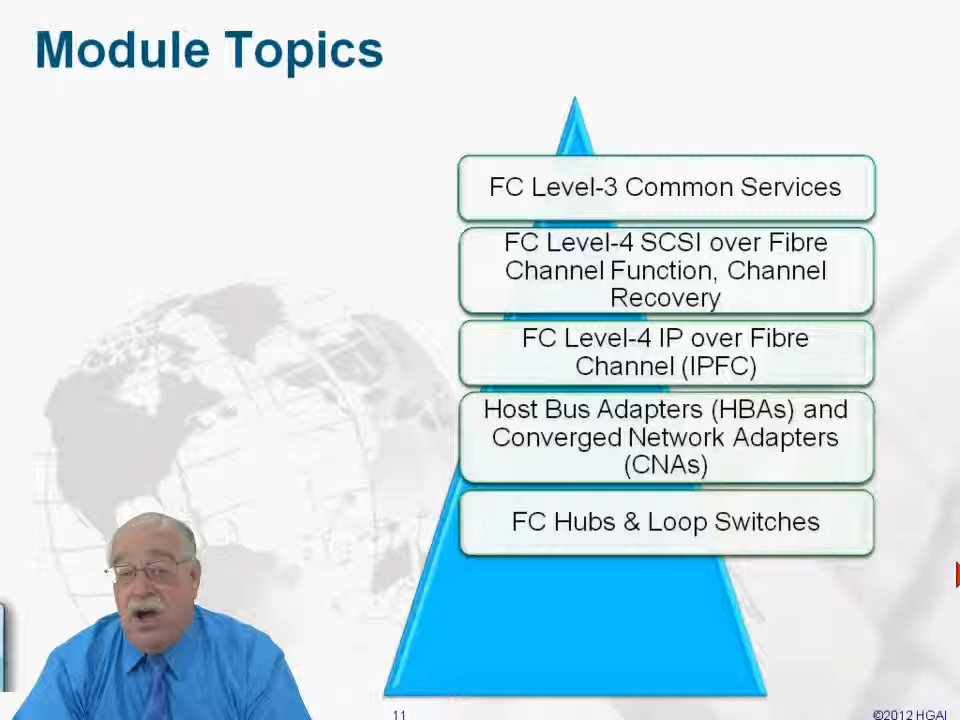 Module Topics
FC Level-3 Common Services
FC Level-4 SCSI over Fibre
Channel Function, Channel
Recovery
FC Level-4 IP over Fibre
Channel (IPFC)
Host Bus Adapters (HBAs) and
Converged Network Adapters
(CNAs)
FC Hubs & Loop Switches
11
©2012 HGAI